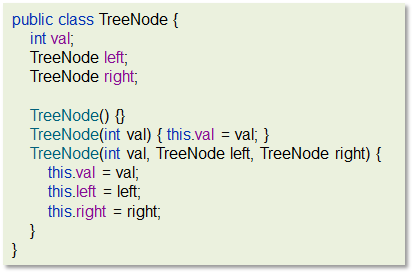 public class TreeNode {
    int val;
    TreeNode left;
    TreeNode right;

    TreeNode() {}
    TreeNode(int val) { this.val = val; }
    TreeNode(int val, TreeNode left, TreeNode right) {
        this.val = val;
        this.left = left;
        this.right = right;
    }
}